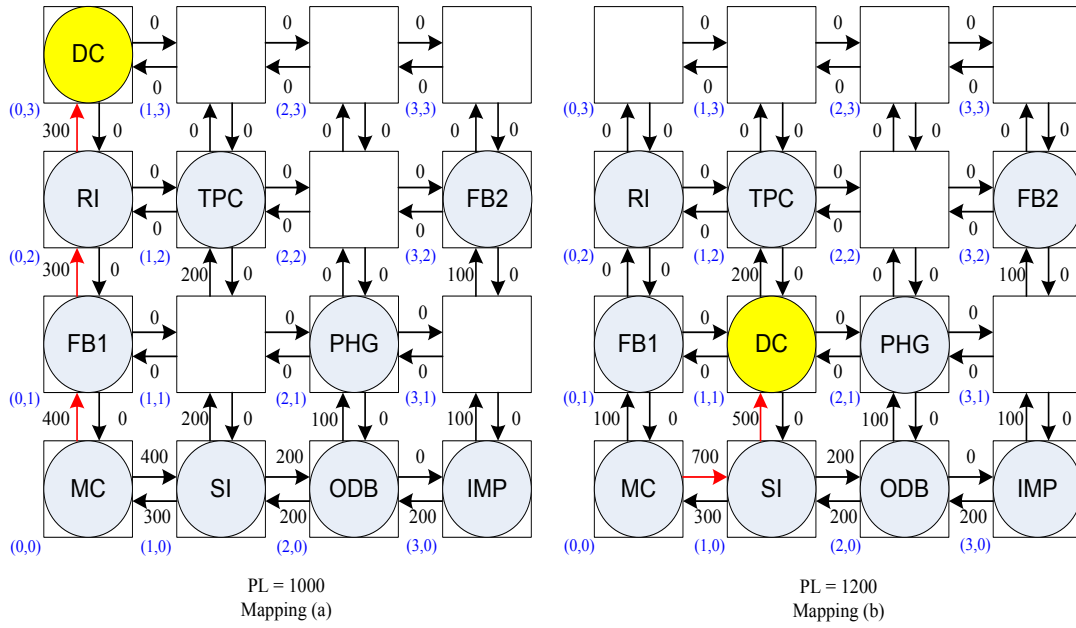 0 0 0
DC
0 0 0
(0,3) (1,3) (2,3) (3,3)
300 0 0 0 0 0 0 0
0 0 0
RI TPC FB2
0 0 0
(0,2) (1,2) (2,2) (3,2)
300 0 200 0 0 0 100 0
0 0 0
FB1 PHG
0 0 0
(0,1) (1,1) (2,1) (3,1)
400 0 200 0 100 0 100 0
400 200 0
MC SI ODB IMP
300 200 200
(0,0) (1,0) (2,0) (3,0)
PL = 1000
Mapping (a)
0 0 0
0 0 0
(0,3) (1,3) (2,3) (3,3)
0 0 0 0 0 0 0 0
0 0 0
RI TPC FB2
0 0 0
(0,2) (1,2) (2,2) (3,2)
0 0 200 0 0 0 100 0
0 0 0
FB1 DC PHG
0 0 0
(0,1) (1,1) (2,1) (3,1)
100 0 500 0 100 0 100 0
700 200 0
MC SI ODB IMP
300 200 200
(0,0) (1,0) (2,0) (3,0)
PL = 1200
Mapping (b)